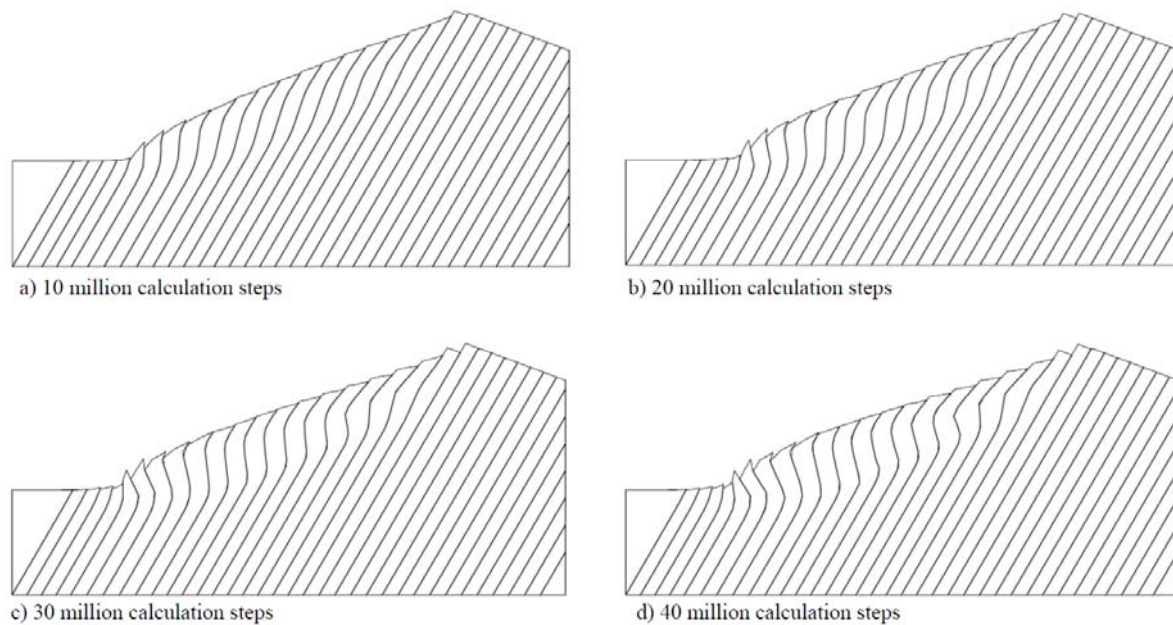 a) 10 million calculation steps
b) 20 million calculation steps
c) 30 million calculation steps
d) 40 million calculation steps